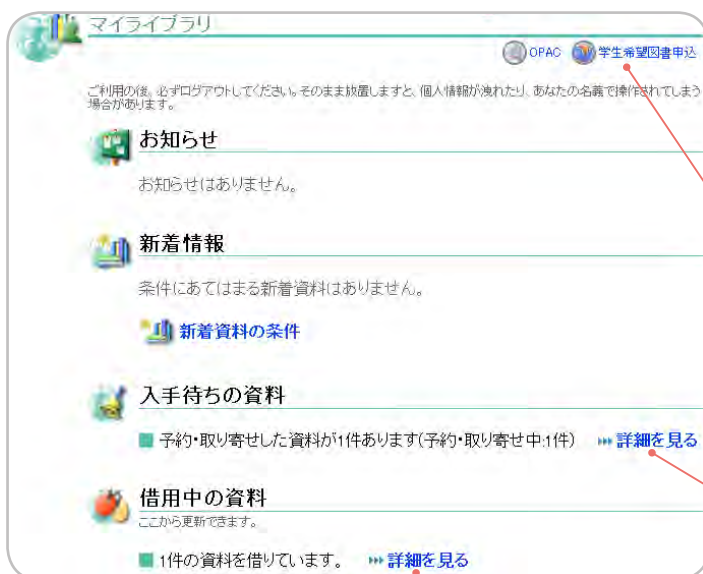 マイライブラリ
OPAC 学生希望図書申込
ご利用の後、必ずログアウトしてください。そのまま放置しますと、個人情報が洩れたり、あなたの名義で操作されてしまう
場合があります。
お知らせ
お知らせはありません。
新着情報
条件にあてはまる新着資料はありません。
新着資料の条件
入手待ちの資料
予約・取り寄せした資料が1件あります(予約・取り寄せ中:1件) 詳細を見る
借用中の資料
ここから更新できます。
1件の資料を借りています。 詳細を見る